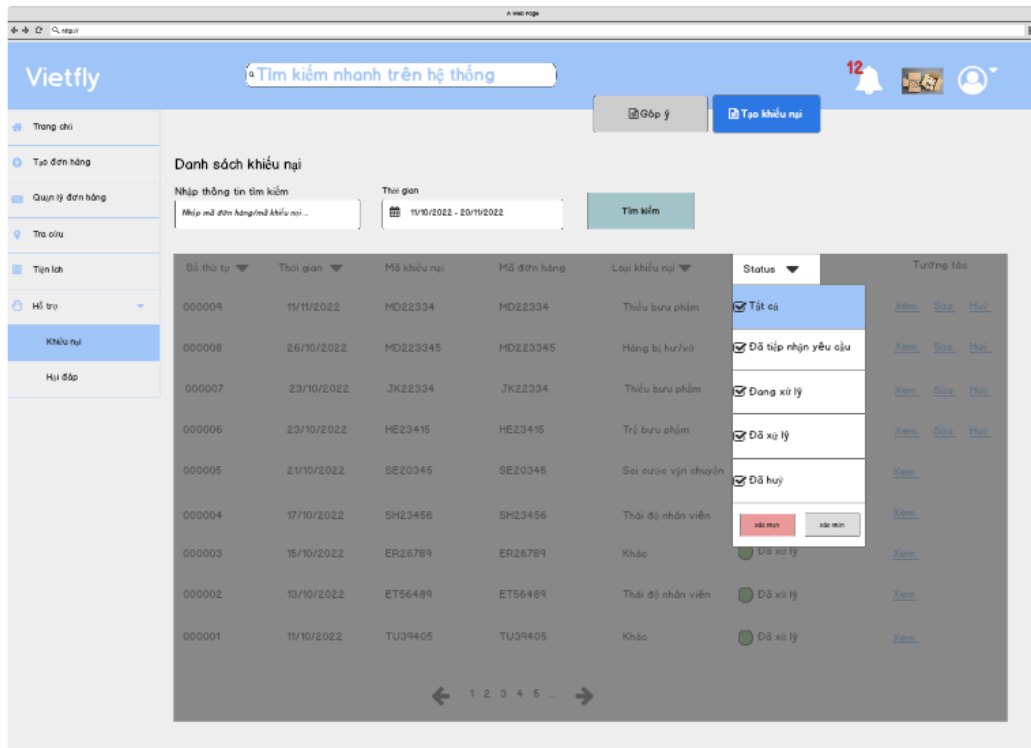 A Web Page
http://
Vietfly
Tìm kiếm nhanh trên hệ thống
12
Góp ý
Tạo khiếu nại
Trang chủ
Tạo đơn hàng
Quản lý đơn hàng
Tra cứu
Tiện ích
Hỗ trợ
Khiếu nại
Hỏi đáp
Danh sách khiếu nại
Nhập thông tin tìm kiếm
Thời gian
Nhập mã đơn hàng/mã khiếu nại...
11/10/2022 - 20/11/2022
Tìm kiếm
Số thứ tự Thời gian Mã khiếu nại Mã đơn hàng Loại khiếu nại Status Tương tác
000009 11/11/2022 MD22334 MD22334 Thiếu bưu phẩm Xem Sửa Huỷ
000008 26/10/2022 MD223345 MD223345 Hàng bị hư/vỡ Xem Sửa Huỷ
000007 23/10/2022 JK22334 JK22334 Thiếu bưu phẩm Xem Sửa Huỷ
000006 23/10/2022 HE23415 HE23415 Trả bưu phẩm Xem Sửa Huỷ
000005 21/10/2022 SE20345 SE20345 Sai cước vận chuyển Xem
000004 17/10/2022 SH23456 SH23456 Thái độ nhân viên Xem
000003 15/10/2022 ER26789 ER26789 Khác Đã xử lý Xem
000002 13/10/2022 ET56489 ET56489 Thái độ nhân viên Đã xử lý Xem
000001 11/10/2022 TU39405 TU39405 Khác Đã xử lý Xem
Tất cả
Đã tiếp nhận yêu cầu
Đang xử lý
Đã xử lý
Đã huỷ
1 2 3 4 5 ...